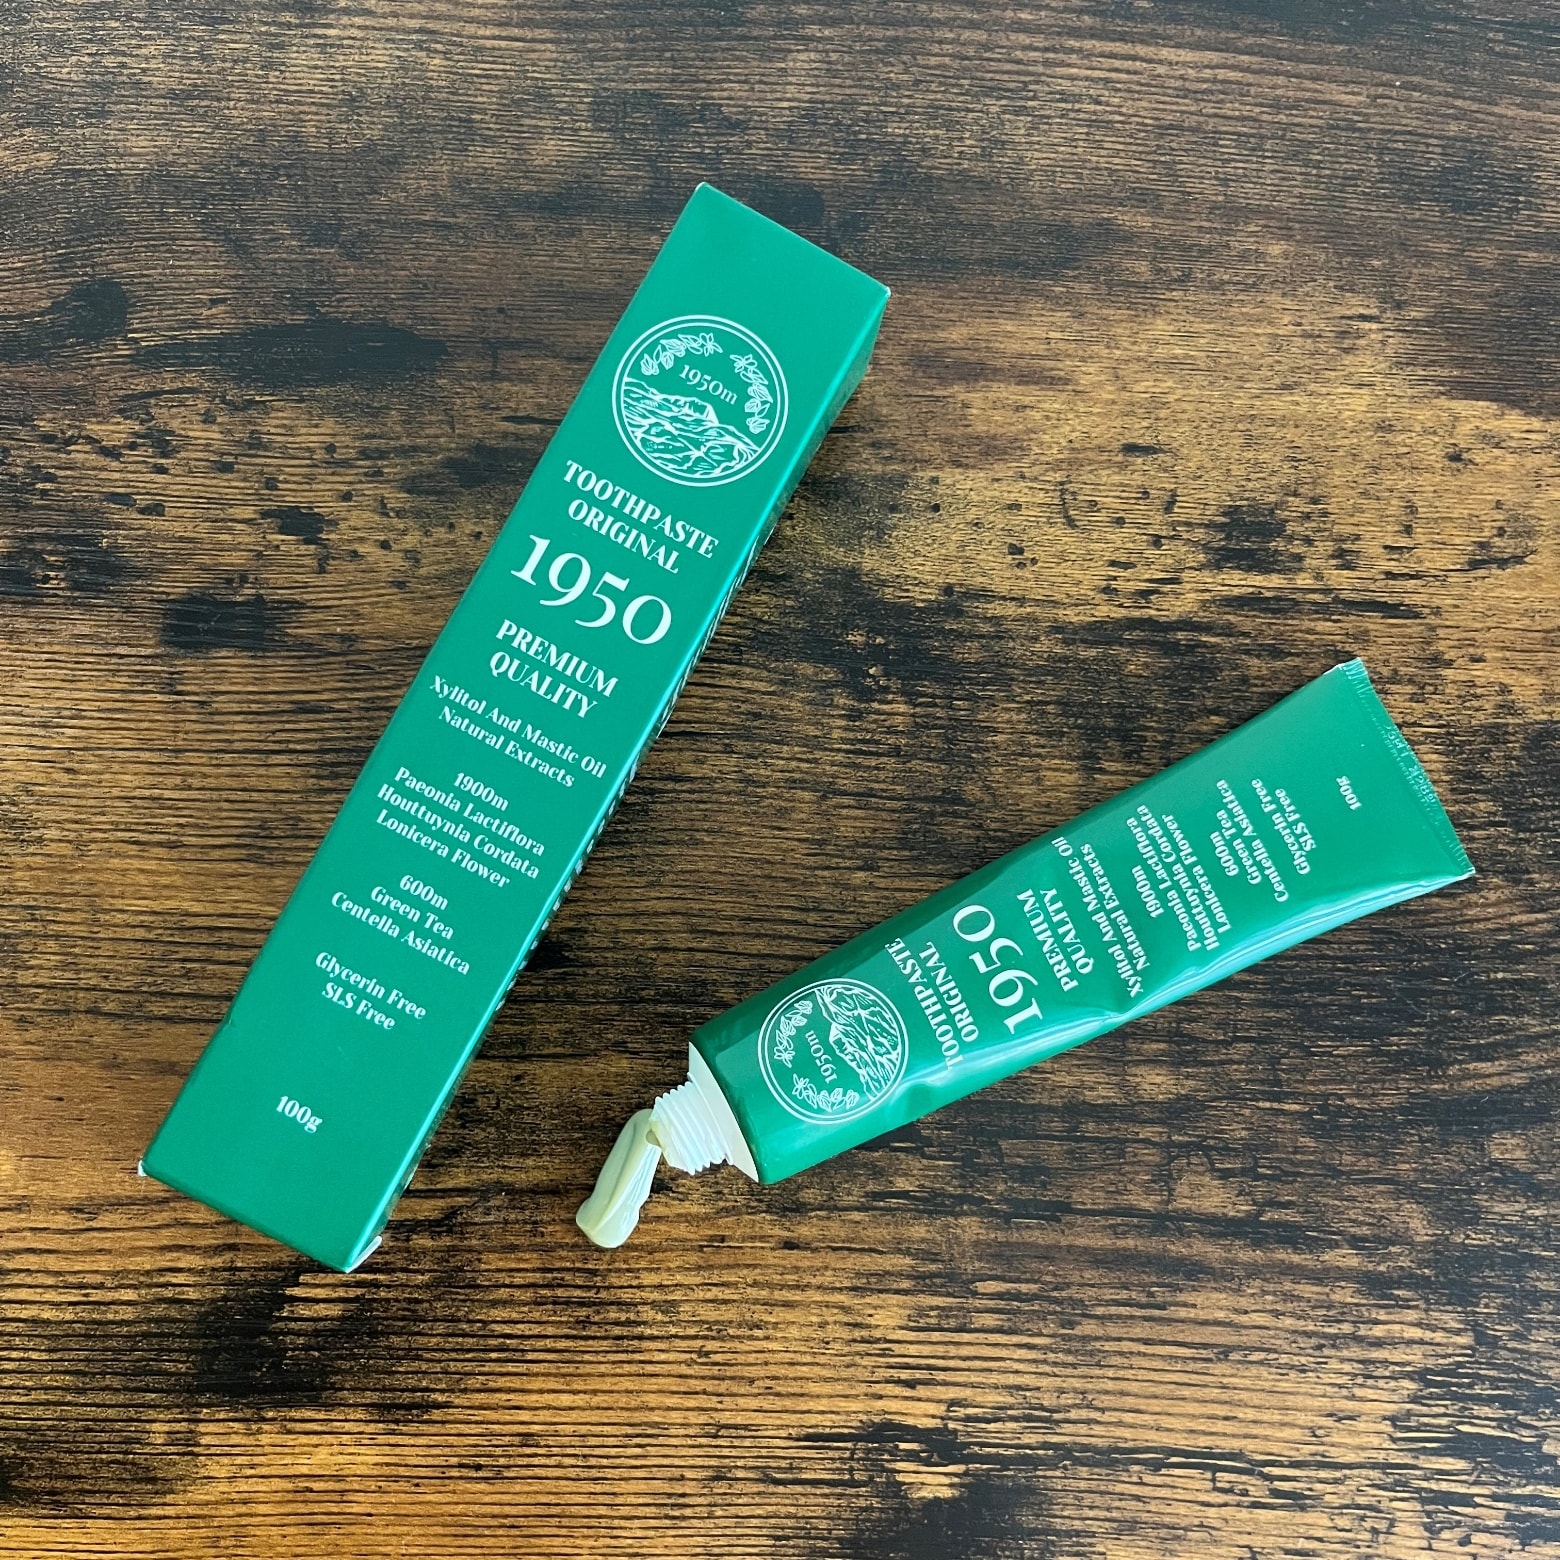 1950m
TOOTHPASTE
ORIGINAL
1950
PREMIUM
QUALITY
Xylitol And Mastic Oil
Natural Extracts
1900m
Paeonia Lactiflora
Houttuynia Cordata
Lonicera Flower
600m
Green Tea
Centella Asiatica
Glycerin Free
SLS Free
100g
1950m
TOOTHPASTE
ORIGINAL
1950
PREMIUM
QUALITY
Xylitol And Mastic Oil
Natural Extracts
1900m
Paeonia Lactiflora
Houttuynia Cordata
Lonicera Flower
600m
Green Tea
Centella Asiatica
Glycerin Free
SLS Free
100g